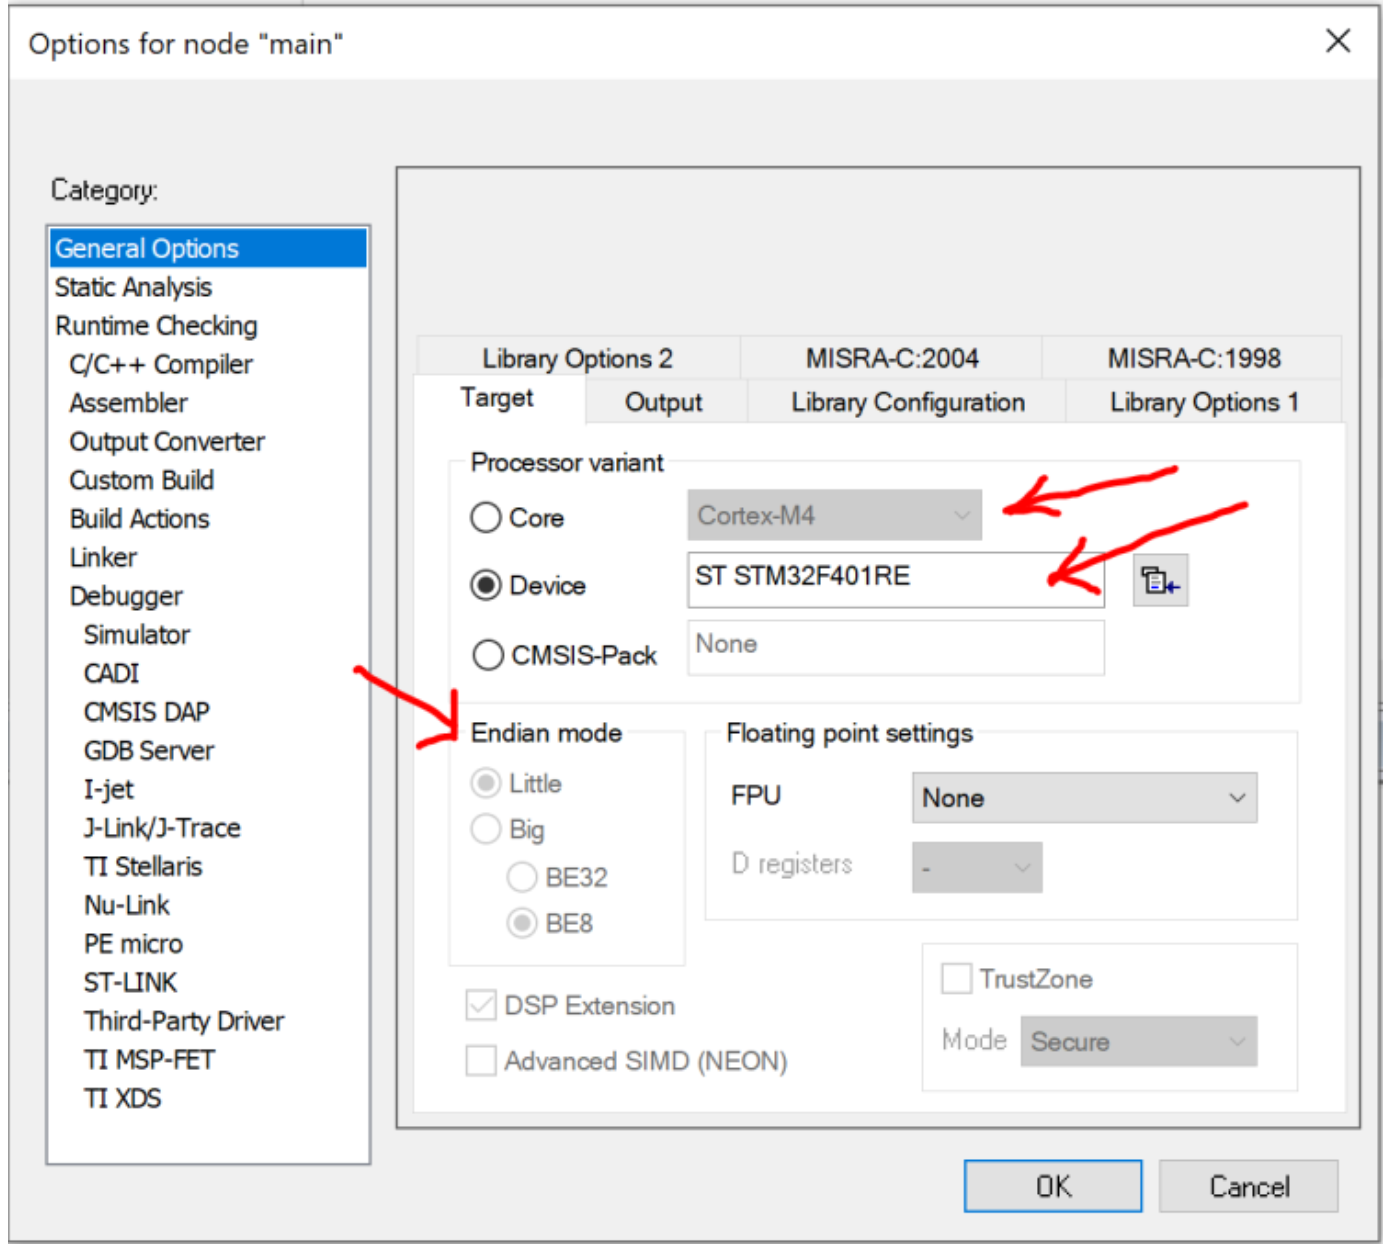 Options for node "main"
Category:
General Options
Static Analysis
Runtime Checking
C/C++ Compiler
Assembler
Output Converter
Custom Build
Build Actions
Linker
Debugger
Simulator
CADI
CMSIS DAP
GDB Server
I-jet
J-Link/J-Trace
TI Stellaris
Nu-Link
PE micro
ST-LINK
Third-Party Driver
TI MSP-FET
TI XDS
Library Options 2 MISRA-C:2004 MISRA-C:1998
Target Output Library Configuration Library Options 1
Processor variant
Core Cortex-M4
Device ST STM32F401RE
CMSIS-Pack None
Endian mode
Little
Big
BE32
BE8
Floating point settings
FPU None
D registers -
DSP Extension
Advanced SIMD (NEON)
TrustZone
Mode Secure
OK Cancel